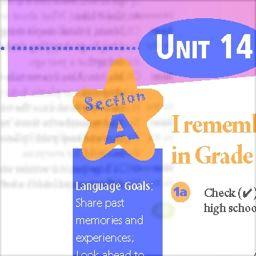 UNIT 14
Section
A
I rememb
in Grade
Language Goals:
Share past
memories and
experiences;
Look ahead to
1a Check (✔)
high schoo